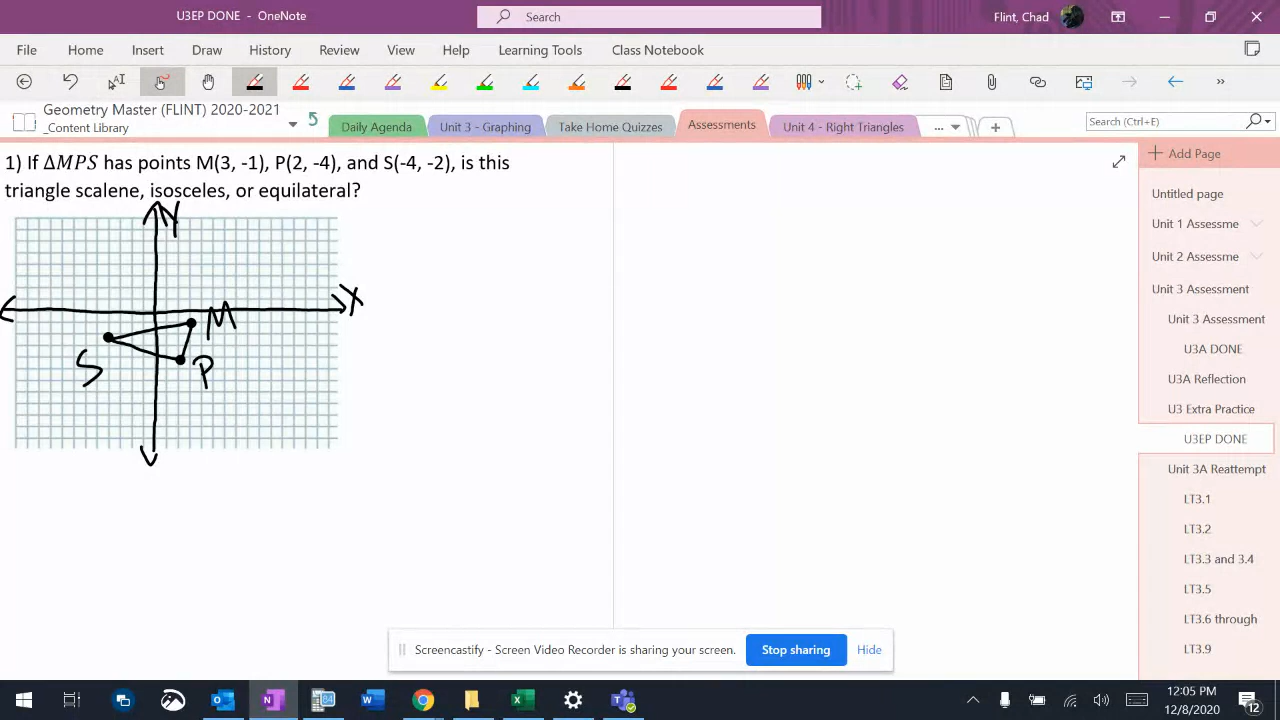 U3EP DONE - OneNote
Search
Flint, Chad
File Home Insert Draw History Review View Help Learning Tools Class Notebook
Geometry Master (FLINT) 2020-2021
_Content Library
Daily Agenda
Unit 3 - Graphing
Take Home Quizzes
Assessments
Unit 4 - Right Triangles
...
Search (Ctrl+E)
1) If ΔMPS has points M(3, -1), P(2, -4), and S(-4, -2), is this
triangle scalene, isosceles, or equilateral?
Y
X
M
S
P
Add Page
Untitled page
Unit 1 Assessme
Unit 2 Assessme
Unit 3 Assessment
Unit 3 Assessment
U3A DONE
U3A Reflection
U3 Extra Practice
U3EP DONE
Unit 3A Reattempt
LT3.1
LT3.2
LT3.3 and 3.4
LT3.5
LT3.6 through
LT3.9
Screencastify - Screen Video Recorder is sharing your screen.
Stop sharing
Hide
12:05 PM
12/8/2020
12